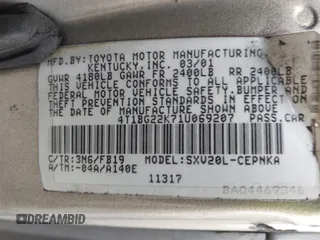 MFD. BY: TOYOTA MOTOR MANUFACTURING
KENTUCKY, INC. 03/01
GVWR 4180LB GAWR FR 2400LB RR 2400LB
THIS VEHICLE CONFORMS TO ALL APPLICABLE
FEDERAL MOTOR VEHICLE SAFETY, BUMPER AND
THEFT PREVENTION STANDARDS IN EFFECT ON
THE DATE OF MANUFACTURE SHOWN ABOVE.
4T1BG22K71U069207 PASS. CAR
C/TR: 3M6/FB19 MODEL: SXV20L-CEPNKA
A/TM: -04A/A140E
11317
BA04467346
DREAMBID